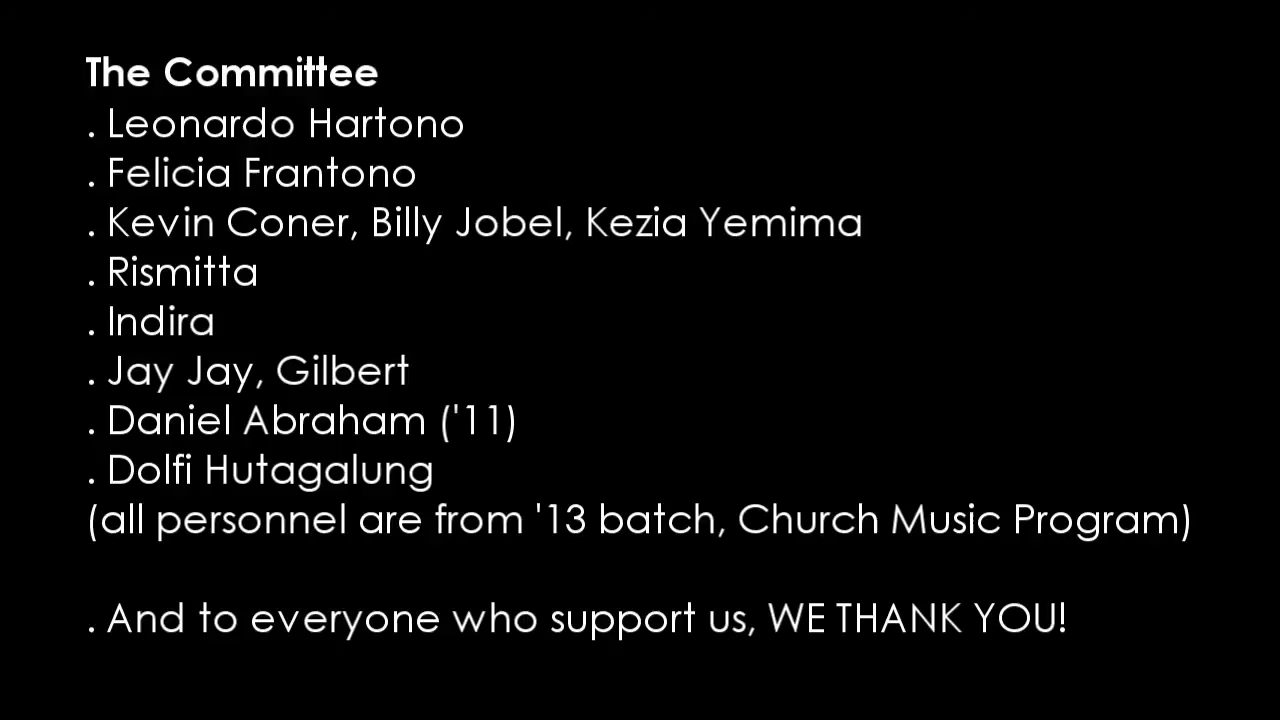 The Committee
. Leonardo Hartono
. Felicia Frantono
. Kevin Coner, Billy Jobel, Kezia Yemima
. Rismitta
. Indira
. Jay Jay, Gilbert
. Daniel Abraham ('11)
. Dolfi Hutagalung
(all personnel are from '13 batch, Church Music Program)
. And to everyone who support us, WE THANK YOU!